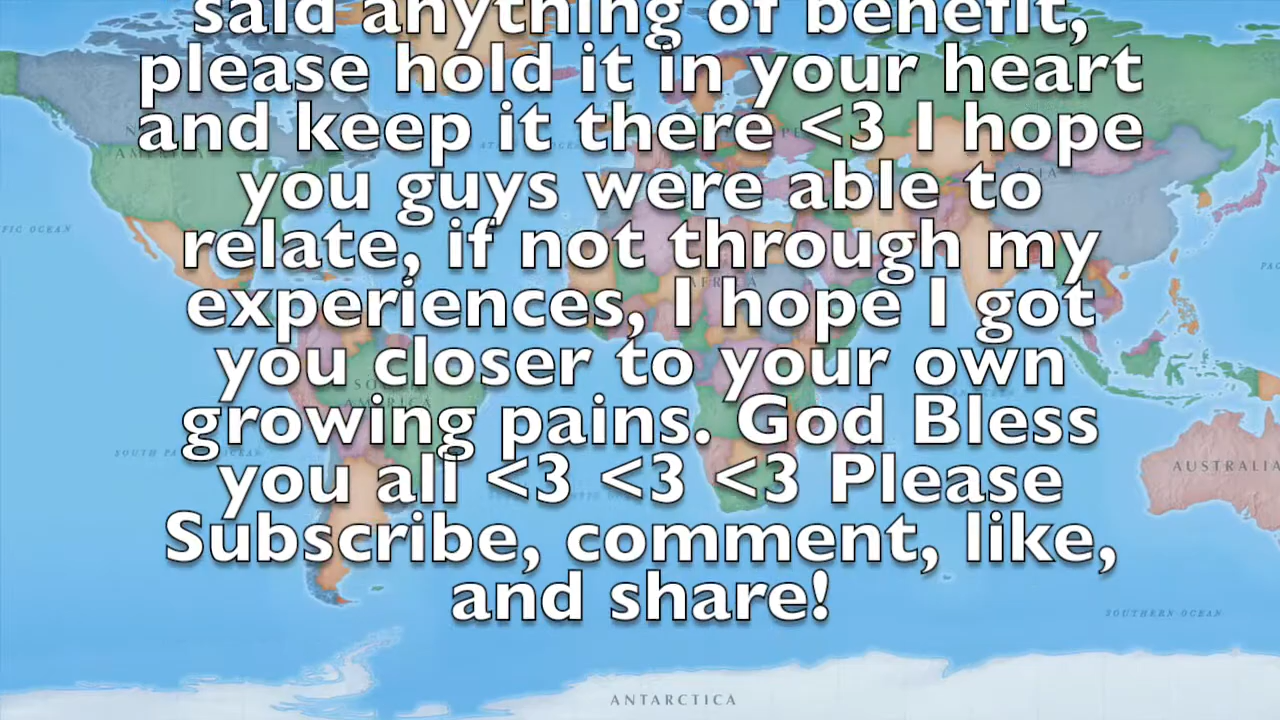 said anything of benefit,
please hold it in your heart
and keep it there <3 I hope
you guys were able to
relate, if not through my
experiences, I hope I got
you closer to your own
growing pains. God Bless
you all <3 <3 <3 Please
Subscribe, comment, like,
and share!
AUSTRALIA
SOUTHERN OCEAN
ANTARCTICA